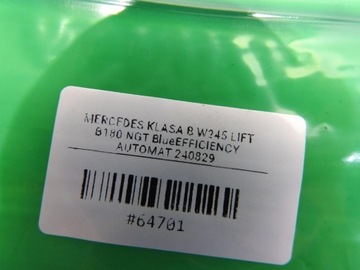 MERCEDES KLASA B W245 LIFT
B180 NGT BlueEFFICIENCY
AUTOMAT 240829
#64701